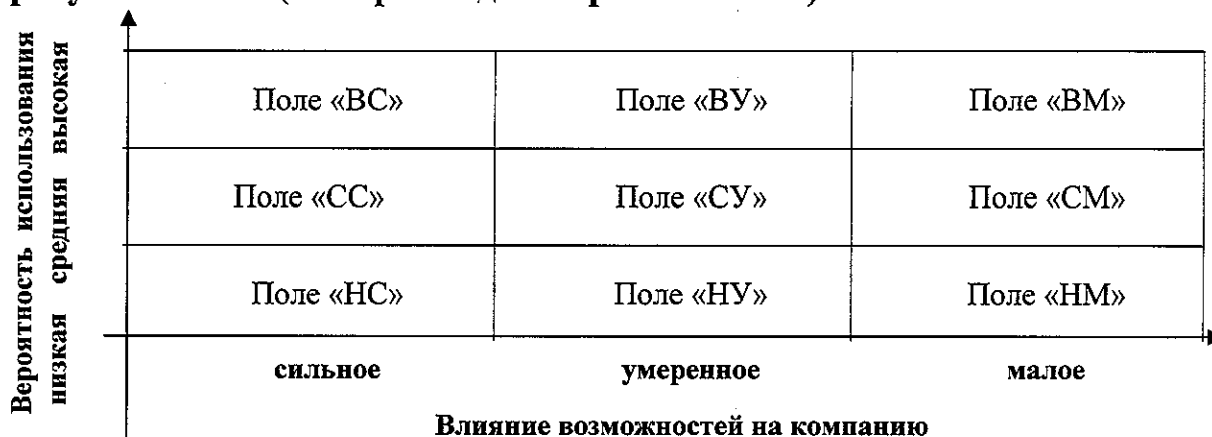 Вероятность использования
низкая средняя высокая
Поле «ВС» Поле «ВУ» Поле «ВМ»
Поле «СС» Поле «СУ» Поле «СМ»
Поле «НС» Поле «НУ» Поле «НМ»
сильное умеренное малое
Влияние возможностей на компанию